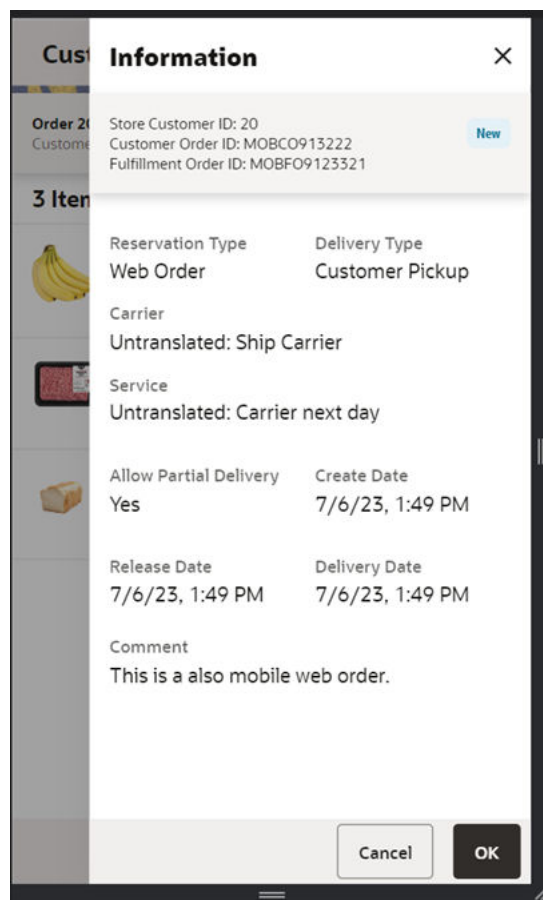 Cust
Information
Order 20
Custome
Store Customer ID: 20
Customer Order ID: MOBCO913222
Fulfillment Order ID: MOBFO9123321
New
3 Iten
Reservation Type
Delivery Type
Web Order
Customer Pickup
Carrier
Untranslated: Ship Carrier
Service
Untranslated: Carrier next day
Allow Partial Delivery
Create Date
Yes
7/6/23, 1:49 PM
Release Date
Delivery Date
7/6/23, 1:49 PM
7/6/23, 1:49 PM
Comment
This is a also mobile web order.
Cancel
OK